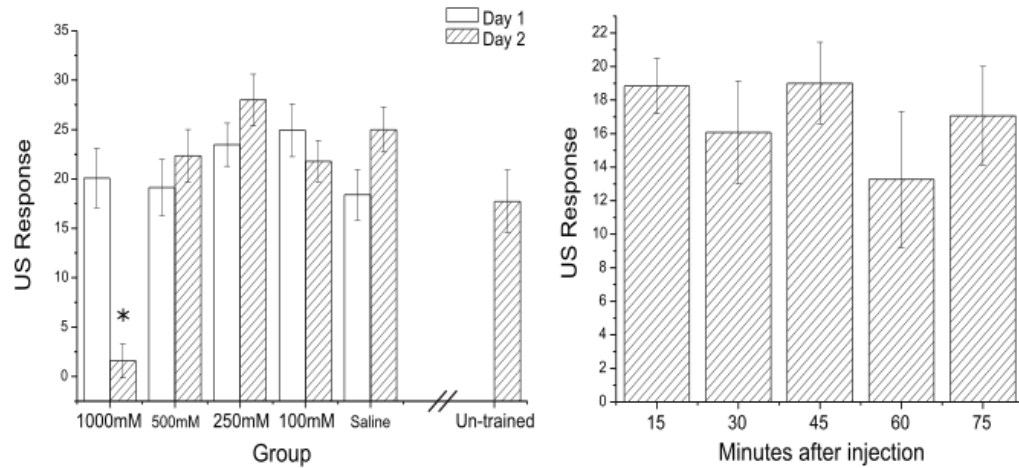 Day 1
Day 2
35
30
25
20
15
10
5
0
US Response
*
1000mM 500mM 250mM 100mM Saline // Un-trained
Group
22
20
18
16
14
12
10
8
6
4
2
0
US Response
15 30 45 60 75
Minutes after injection